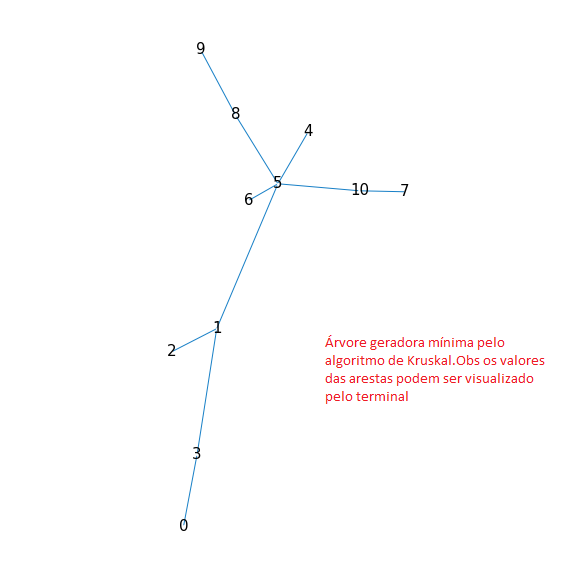 9
8
4
5
6
10
7
1
2
Árvore geradora mínima pelo
algoritmo de Kruskal.Obs os valores
das arestas podem ser visualizado
pelo terminal
3
0